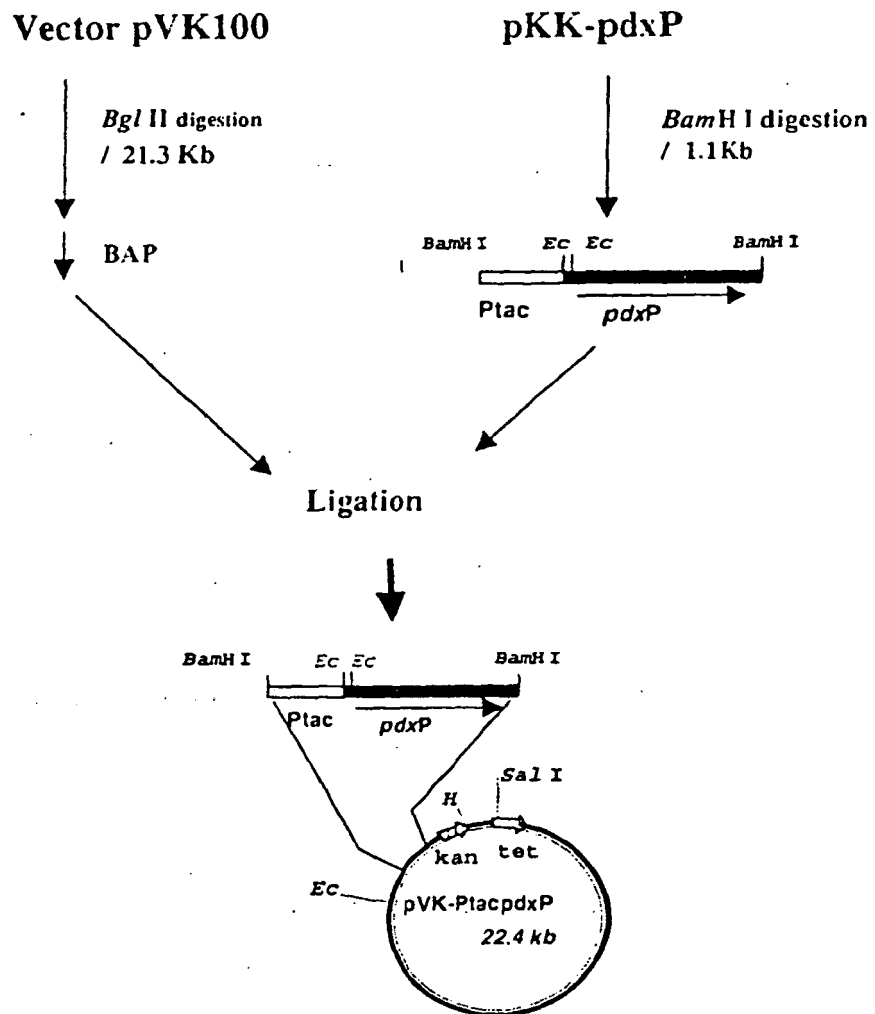 Vector pVK100
pKK-pdxP
Bgl II digestion
/ 21.3 Kb
BamH I digestion
/ 1.1Kb
BAP
BamH I Ec Ec BamH I
Ptac pdxP
Ligation
BamH I Ec Ec BamH I
Ptac pdxP
Sal I
H
kan tet
Ec
pVK-PtacpdxP
22.4 kb